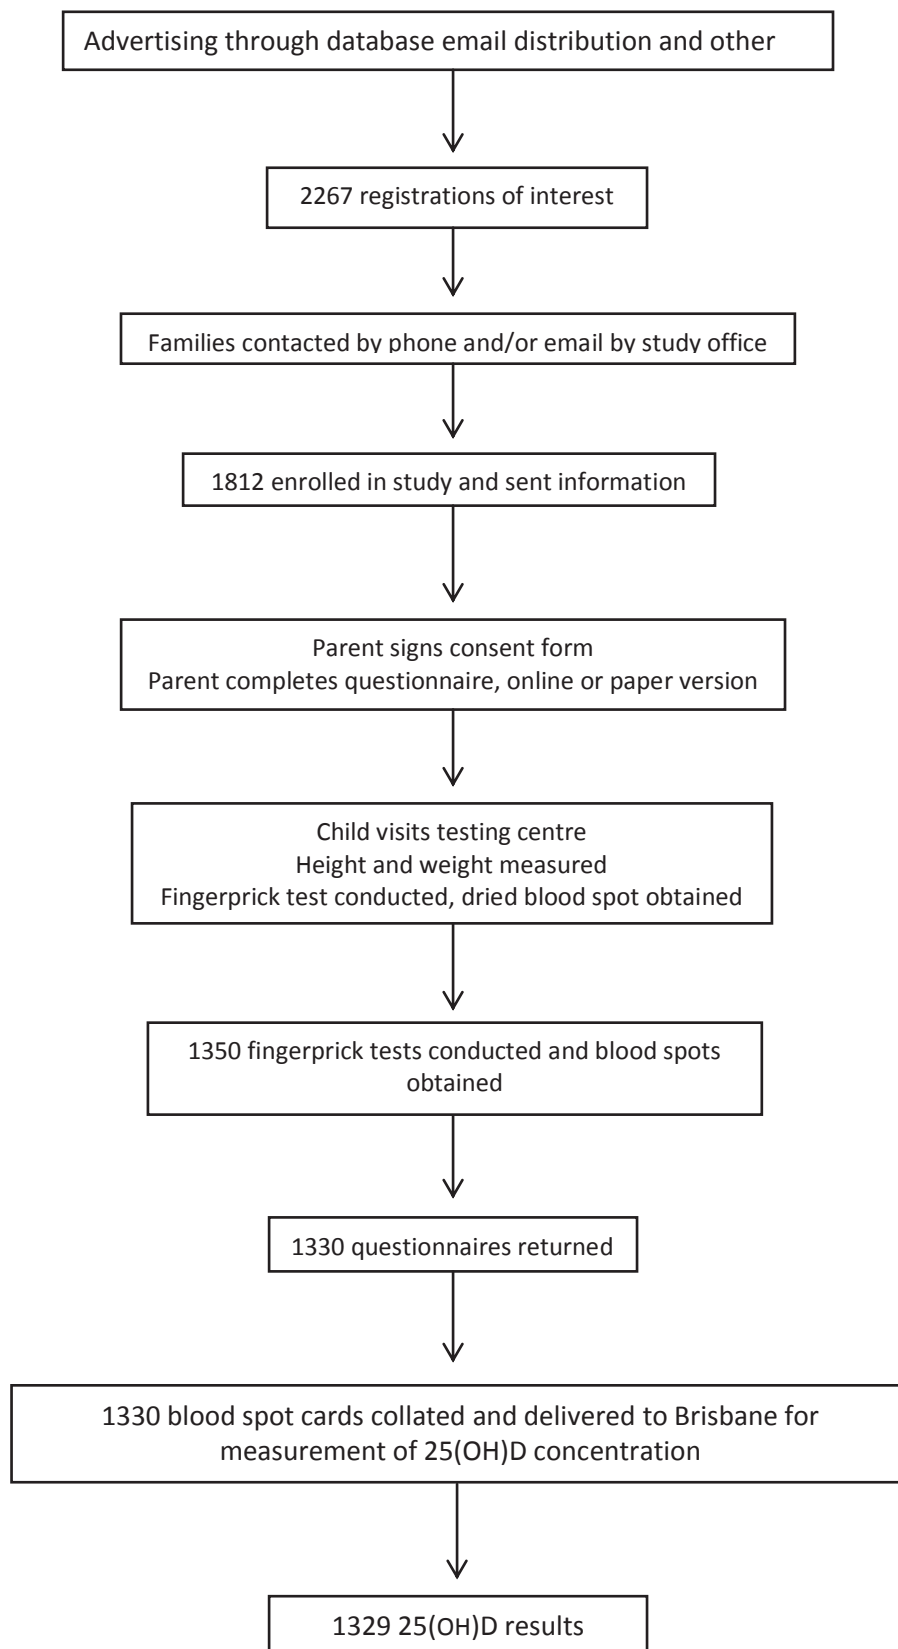 Advertising through database email distribution and other
2267 registrations of interest
Families contacted by phone and/or email by study office
1812 enrolled in study and sent information
Parent signs consent form
Parent completes questionnaire, online or paper version
Child visits testing centre
Height and weight measured
Fingerprick test conducted, dried blood spot obtained
1350 fingerprick tests conducted and blood spots
obtained
1330 questionnaires returned
1330 blood spot cards collated and delivered to Brisbane for
measurement of 25(OH)D concentration
1329 25(OH)D results